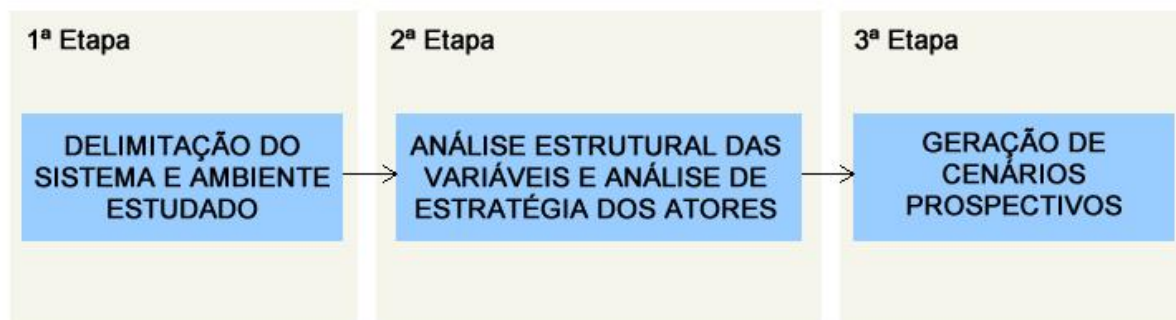 1ª Etapa
DELIMITAÇÃO DO
SISTEMA E AMBIENTE
ESTUDADO
2ª Etapa
ANÁLISE ESTRUTURAL DAS
VARIÁVEIS E ANÁLISE DE
ESTRATÉGIA DOS ATORES
3ª Etapa
GERAÇÃO DE
CENÁRIOS
PROSPECTIVOS